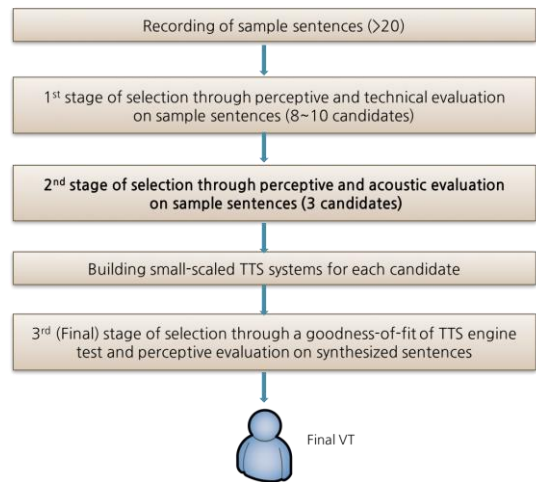 Recording of sample sentences (>20)
1st stage of selection through perceptive and technical evaluation
on sample sentences (8~10 candidates)
2nd stage of selection through perceptive and acoustic evaluation
on sample sentences (3 candidates)
Building small-scaled TTS systems for each candidate
3rd (Final) stage of selection through a goodness-of-fit of TTS engine
test and perceptive evaluation on synthesized sentences
Final VT